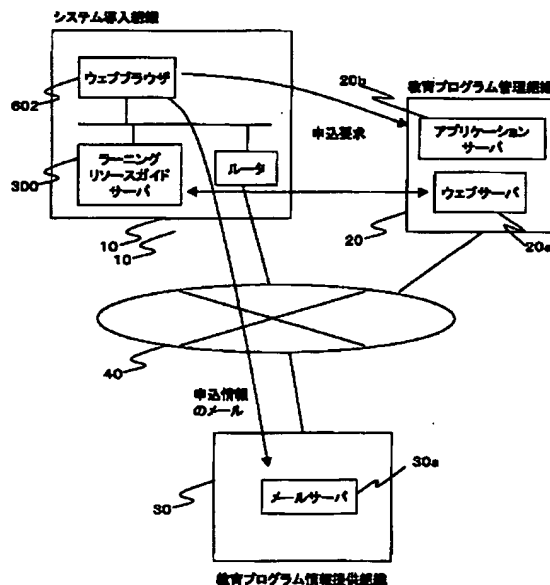 システム導入組織
ウェブブラウザ
602
ラーニング
リソースガイド
サーバ
300
ルータ
10
10
申込要求
20b
教育プログラム管理組織
アプリケーション
サーバ
ウェブサーバ
20
20a
40
申込情報
のメール
30
メールサーバ
30a
教育プログラム情報提供組織